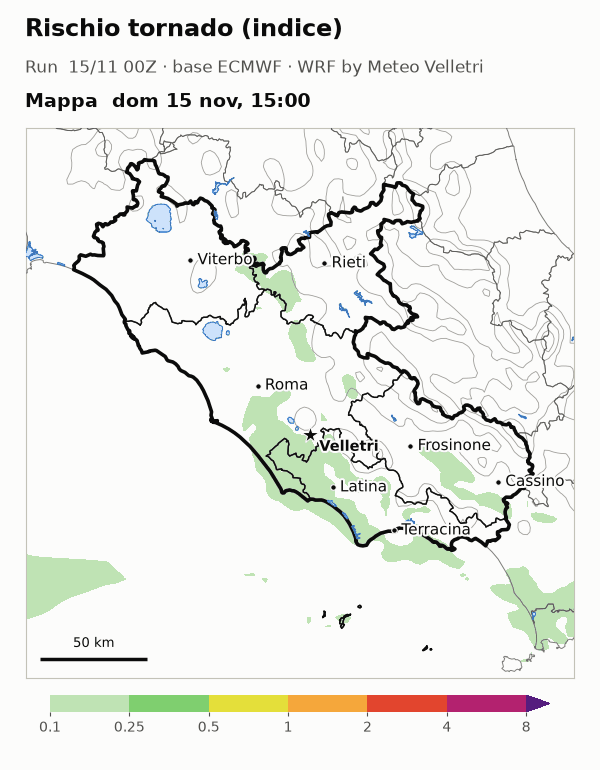 Rischio tornado (indice)
Run  15/11 00Z · base ECMWF · WRF by Meteo Velletri
Mappa  dom 15 nov, 15:00
Viterbo
Rieti
Roma
Velletri
Frosinone
Cassino
Latina
Terracina
50 km
0.1 0.25 0.5 1 2 4 8